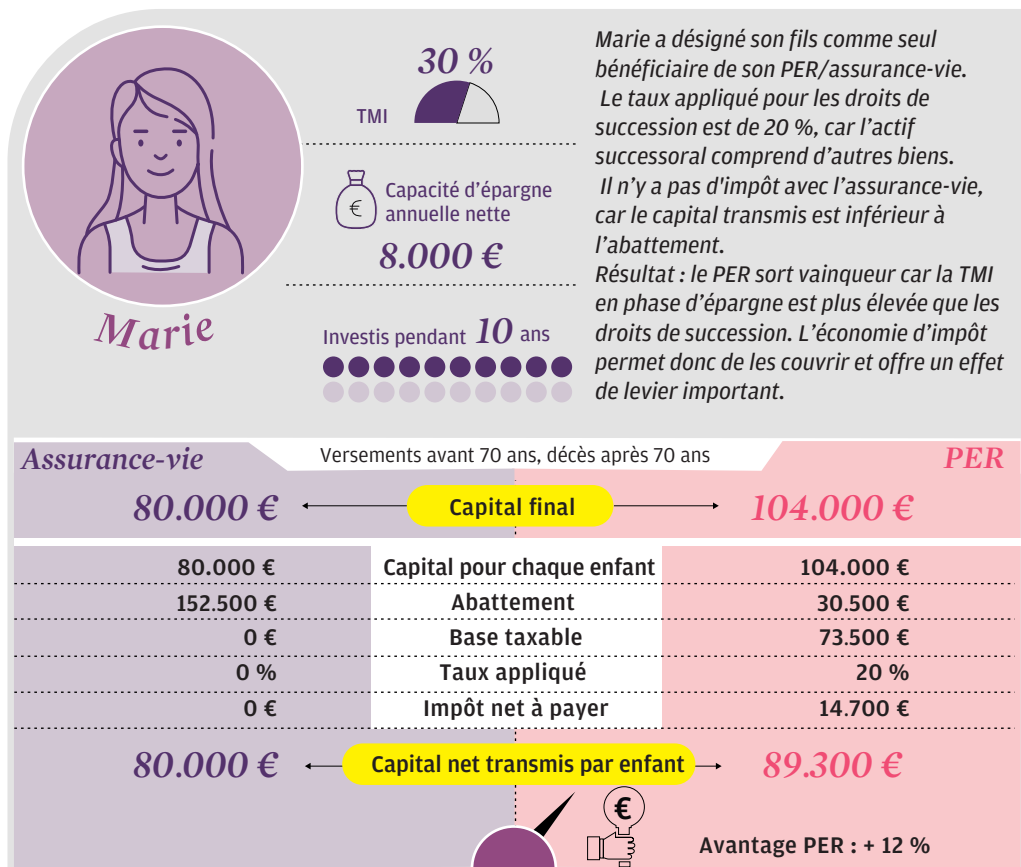 30 %
TMI
Capacité d'épargne
annuelle nette
€
8.000 €
Investis pendant 10 ans
Marie
Marie a désigné son fils comme seul
bénéficiaire de son PER/assurance-vie.
Le taux appliqué pour les droits de
succession est de 20 %, car l'actif
successoral comprend d'autres biens.
Il n'y a pas d'impôt avec l'assurance-vie,
car le capital transmis est inférieur à
l'abattement.
Résultat : le PER sort vainqueur car la TMI
en phase d'épargne est plus élevée que les
droits de succession. L'économie d'impôt
permet donc de les couvrir et offre un effet
de levier important.
Assurance-vie Versements avant 70 ans, décès après 70 ans PER
80.000 € Capital final 104.000 €
80.000 € Capital pour chaque enfant 104.000 €
152.500 € Abattement 30.500 €
0 € Base taxable 73.500 €
0 % Taux appliqué 20 %
0 € Impôt net à payer 14.700 €
80.000 € Capital net transmis par enfant 89.300 €
€
Avantage PER : + 12 %